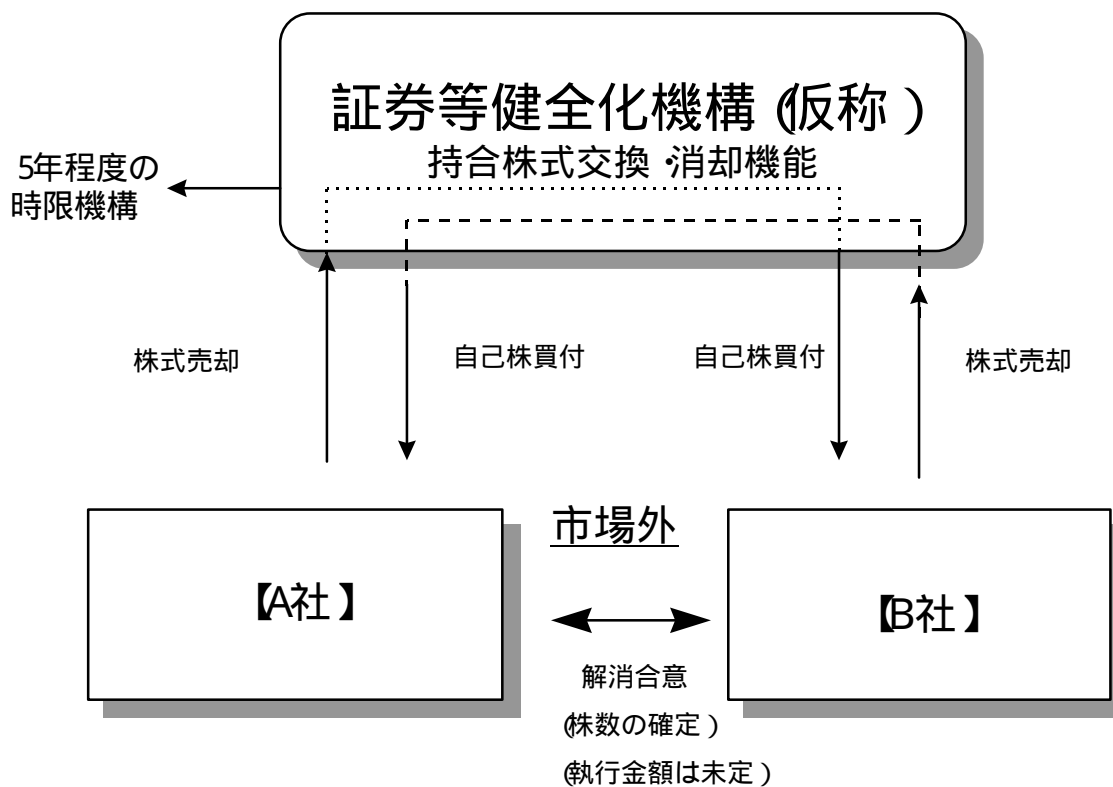 証券等健全化機構(仮称)
持合株式交換・消却機能
5年程度の
時限機構
株式売却
自己株買付
自己株買付
株式売却
市場外
【A社】
【B社】
解消合意
(株数の確定)
(執行金額は未定)